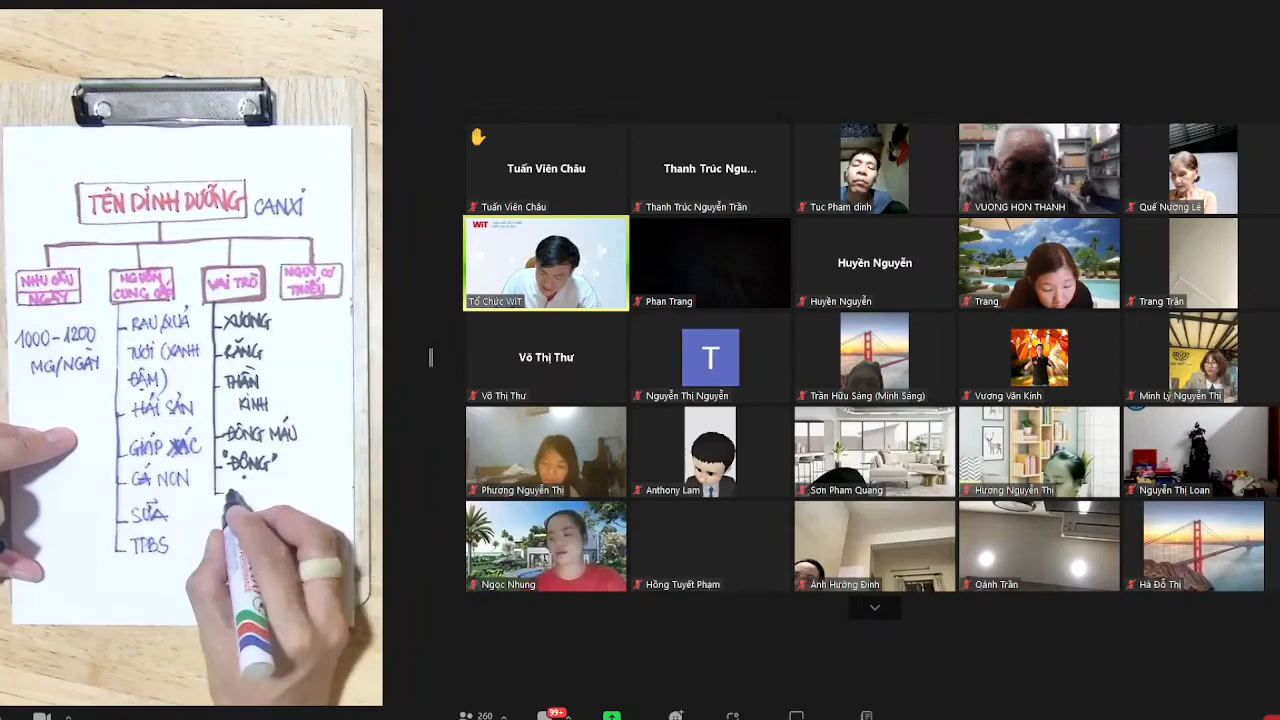 TÊN DINH DƯỠNG
CANXI
NHU CẦU
NGÀY
NGUỒN
CUNG CẤP
VAI TRÒ
NGUY CƠ
THIẾU
1000-1200
MG/NGÀY
RAU QUẢ
TƯƠI (XANH
ĐẬM)
HẢI SẢN
GIÁP XÁC
CÁ NON
SỮA
TPBS
XƯƠNG
RĂNG
THẦN
KINH
ĐÔNG MÁU
"ĐỘNG"
Tuấn Viên Châu
Tuấn Viên Châu
Thanh Trúc Ngu...
Thanh Trúc Nguyễn Trần
Tuc Pham dinh
VUONG HON THANH
Quế Nương Lê
WIT
Tổ Chức WIT
Phan Trang
Huyền Nguyễn
Huyền Nguyễn
Trang
Trang Trần
Võ Thị Thư
Võ Thị Thư
T
Nguyễn Thị Nguyễn
Trần Hữu Sáng (Minh Sáng)
Vương Văn Kinh
Minh Lý Nguyễn Thị
Phương Nguyễn Thị
Anthony Lam
Sơn Pham Quang
Hương Nguyễn Thị
Nguyễn Thị Loan
Ngọc Nhung
Hồng Tuyết Phạm
Ánh Hường Đinh
Oánh Trần
Hà Đỗ Thị
260
99+